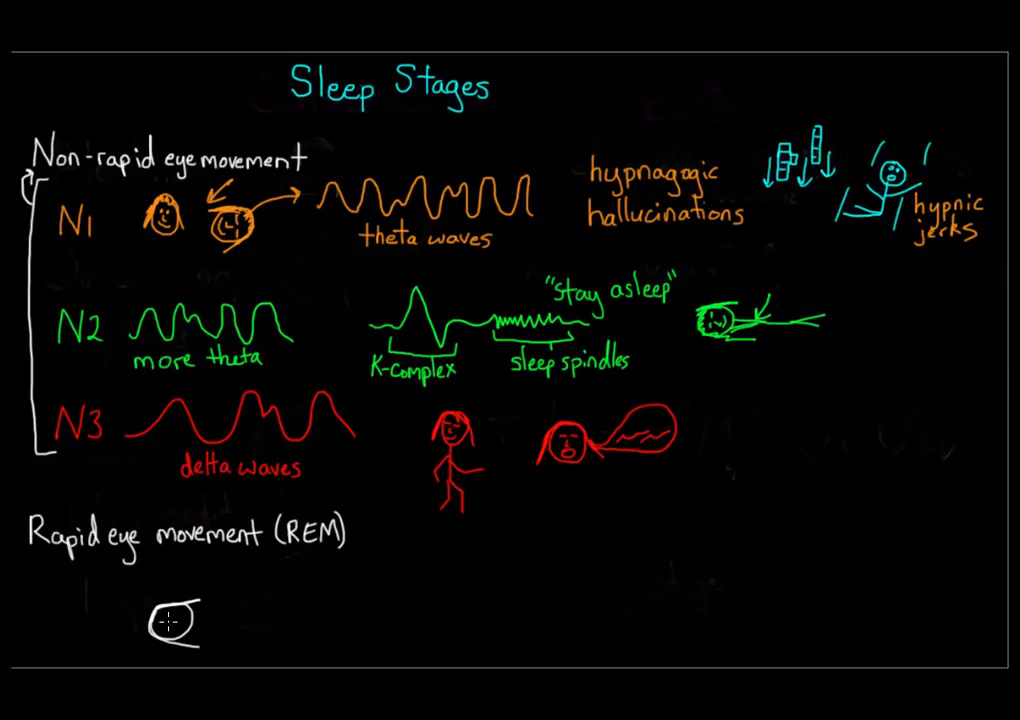 Sleep Stages
Non-rapid eye movement
N1
theta waves
hypnagogic
hallucinations
hypnic
jerks
N2
more theta
K-complex
"stay asleep"
sleep spindles
N3
delta waves
Rapid eye movement (REM)